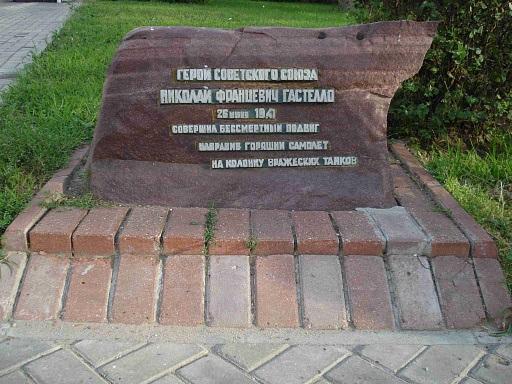 ГЕРОЙ СОВЕТСКОГО СОЮЗА
НИКОЛАЙ ФРАНЦЕВИЧ ГАСТЕЛЛО
26 июня 1941
СОВЕРШИЛ БЕССМЕРТНЫЙ ПОДВИГ
НАПРАВИВ ГОРЯЩИЙ САМОЛЕТ
НА КОЛОННУ ВРАЖЕСКИХ ТАНКОВ